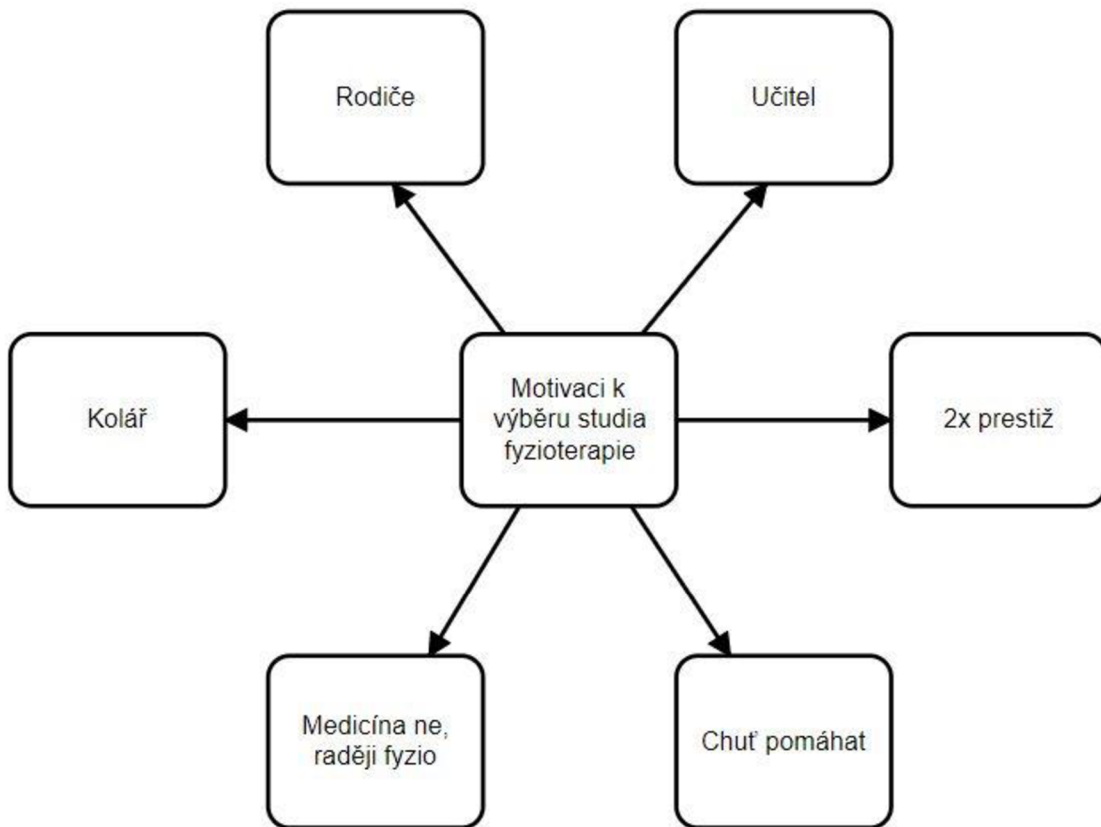 Rodiče
Učitel
Kolář
Motivaci k
výběru studia
fyzioterapie
2x prestiž
Medicína ne,
raději fyzio
Chuť pomáhat